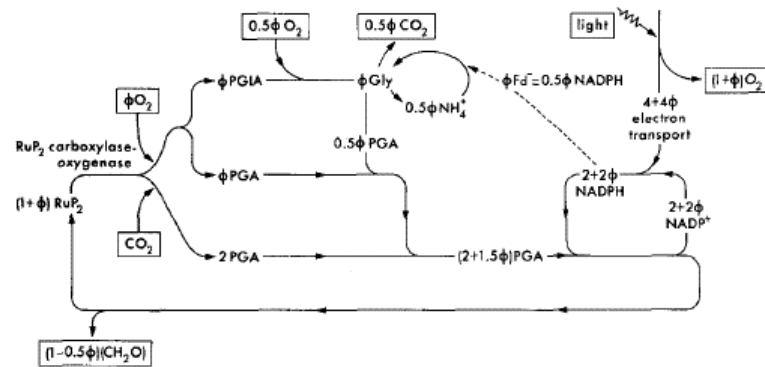 0.5ϕ O₂
0.5ϕ CO₂
light
ϕPGlA
ϕGly
ϕFd⁻=0.5ϕ NADPH
(1+ϕ)O₂
ϕO₂
0.5ϕNH₄⁺
4+4ϕ
electron
transport
RuP₂ carboxylase-
oxygenase
0.5ϕ PGA
(1+ϕ) RuP₂
ϕPGA
2+2ϕ
NADPH
2+2ϕ
NADP⁺
CO₂
2 PGA
(2+1.5ϕ)PGA
(1-0.5ϕ)(CH₂O)